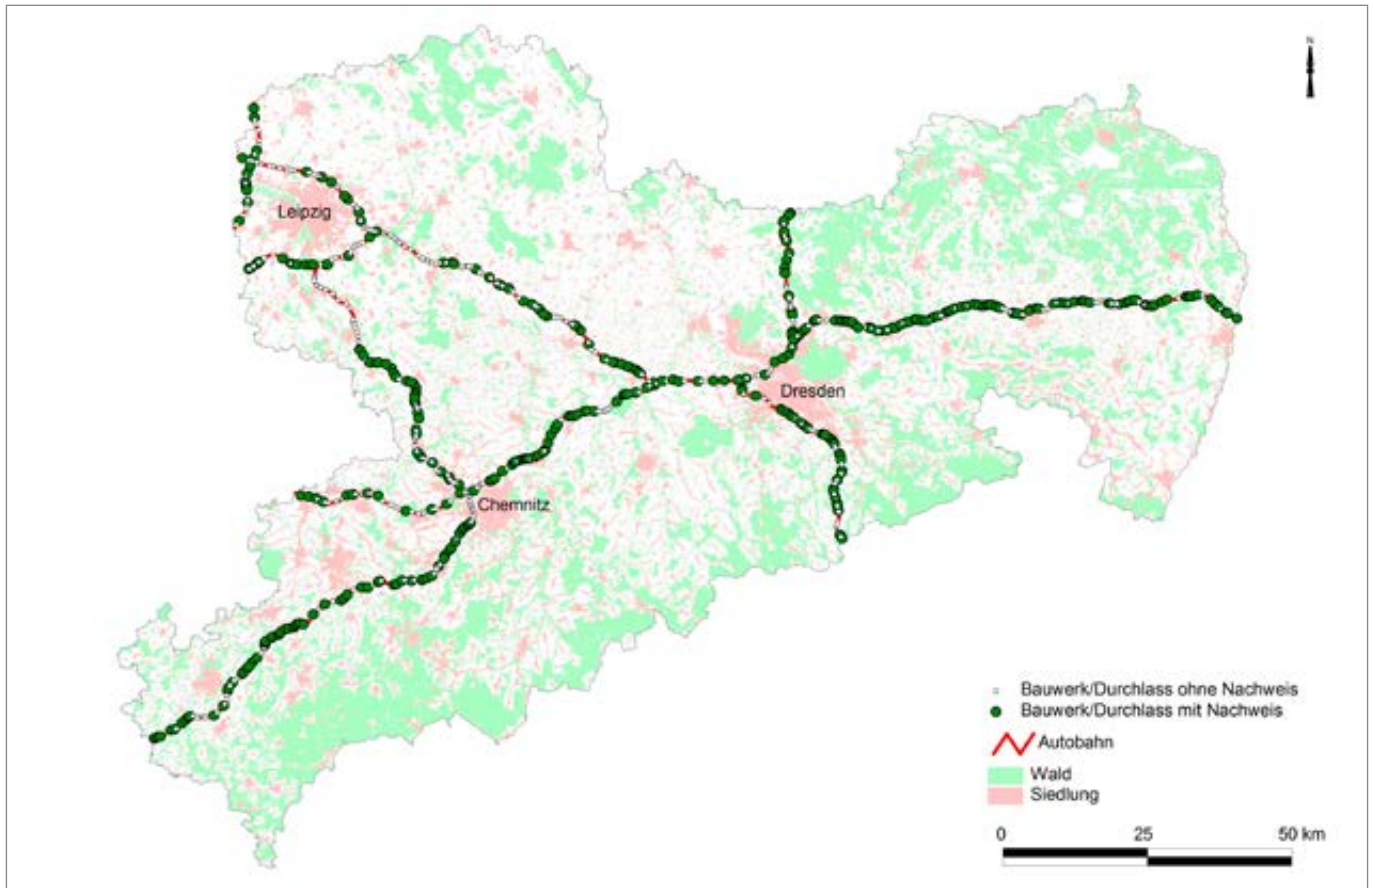 N
Leipzig
Dresden
Chemnitz
Bauwerk/Durchlass ohne Nachweis
Bauwerk/Durchlass mit Nachweis
Autobahn
Wald
Siedlung
0 25 50 km